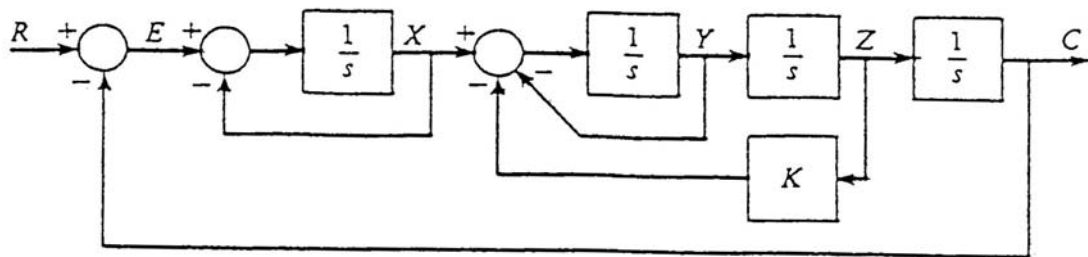 R + E + 1/s X + 1/s Y 1/s Z 1/s C
− − − −
K